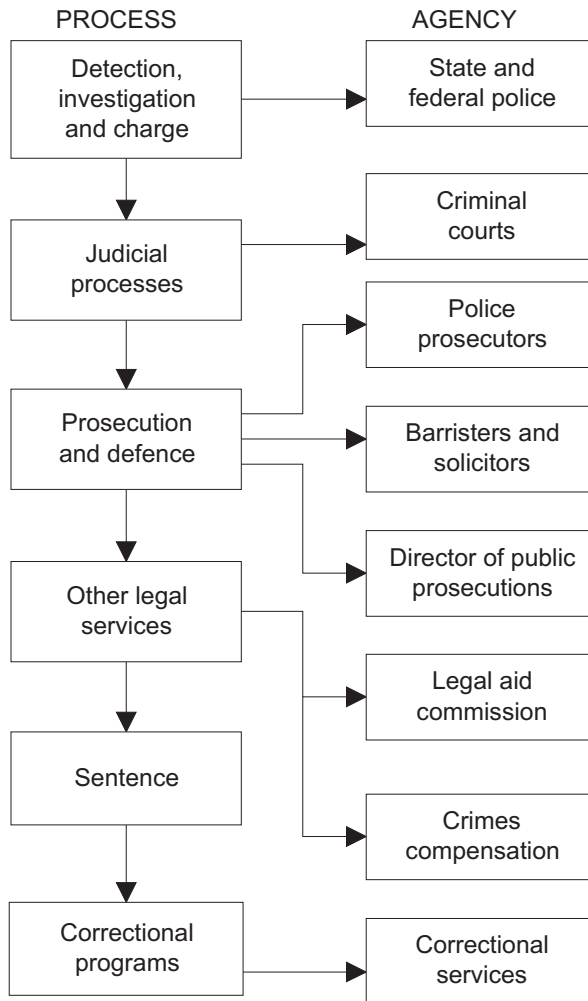 PROCESS
AGENCY
Detection,
investigation
and charge
State and
federal police
Judicial
processes
Criminal
courts
Police
prosecutors
Prosecution
and defence
Barristers and
solicitors
Director of public
prosecutions
Other legal
services
Legal aid
commission
Sentence
Crimes
compensation
Correctional
programs
Correctional
services